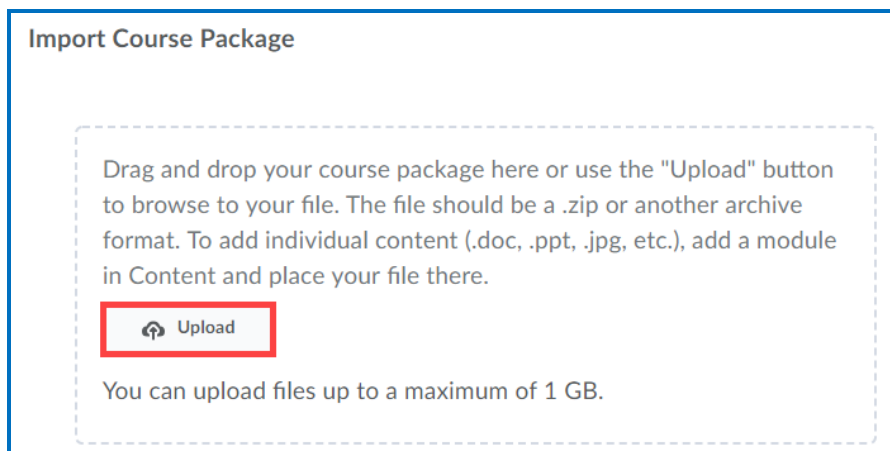 Import Course Package
Drag and drop your course package here or use the "Upload" button
to browse to your file. The file should be a .zip or another archive
format. To add individual content (.doc, .ppt, .jpg, etc.), add a module
in Content and place your file there.
Upload
You can upload files up to a maximum of 1 GB.